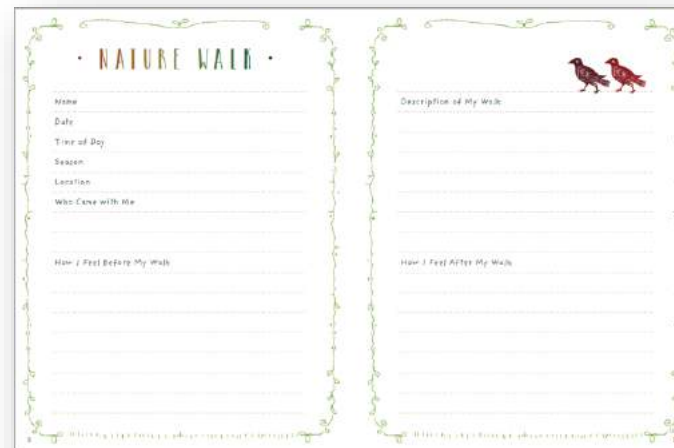 • NATURE WALK •
Name
Date
Time of Day
Season
Location
Who Came with Me
How I Feel Before My Walk
Description of My Walk
How I Feel After My Walk